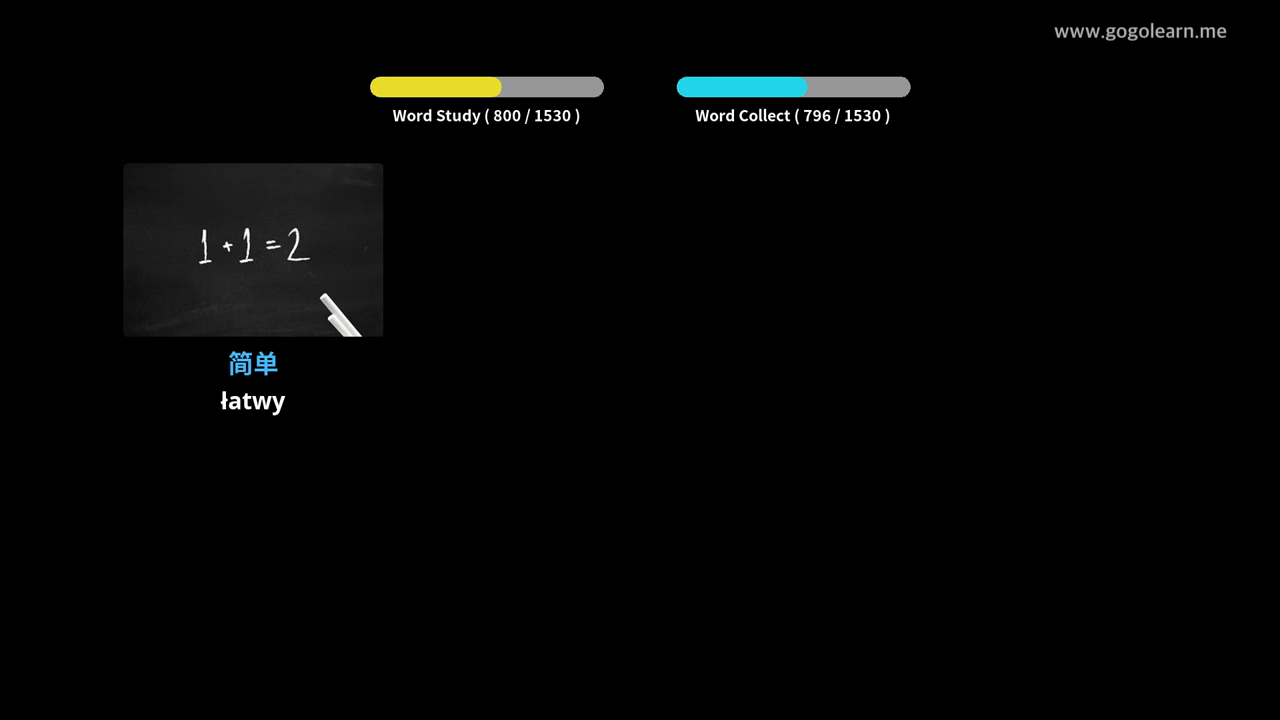 www.gogolearn.me
Word Study ( 800 / 1530 )
Word Collect ( 796 / 1530 )
1 + 1 = 2
简单
łatwy